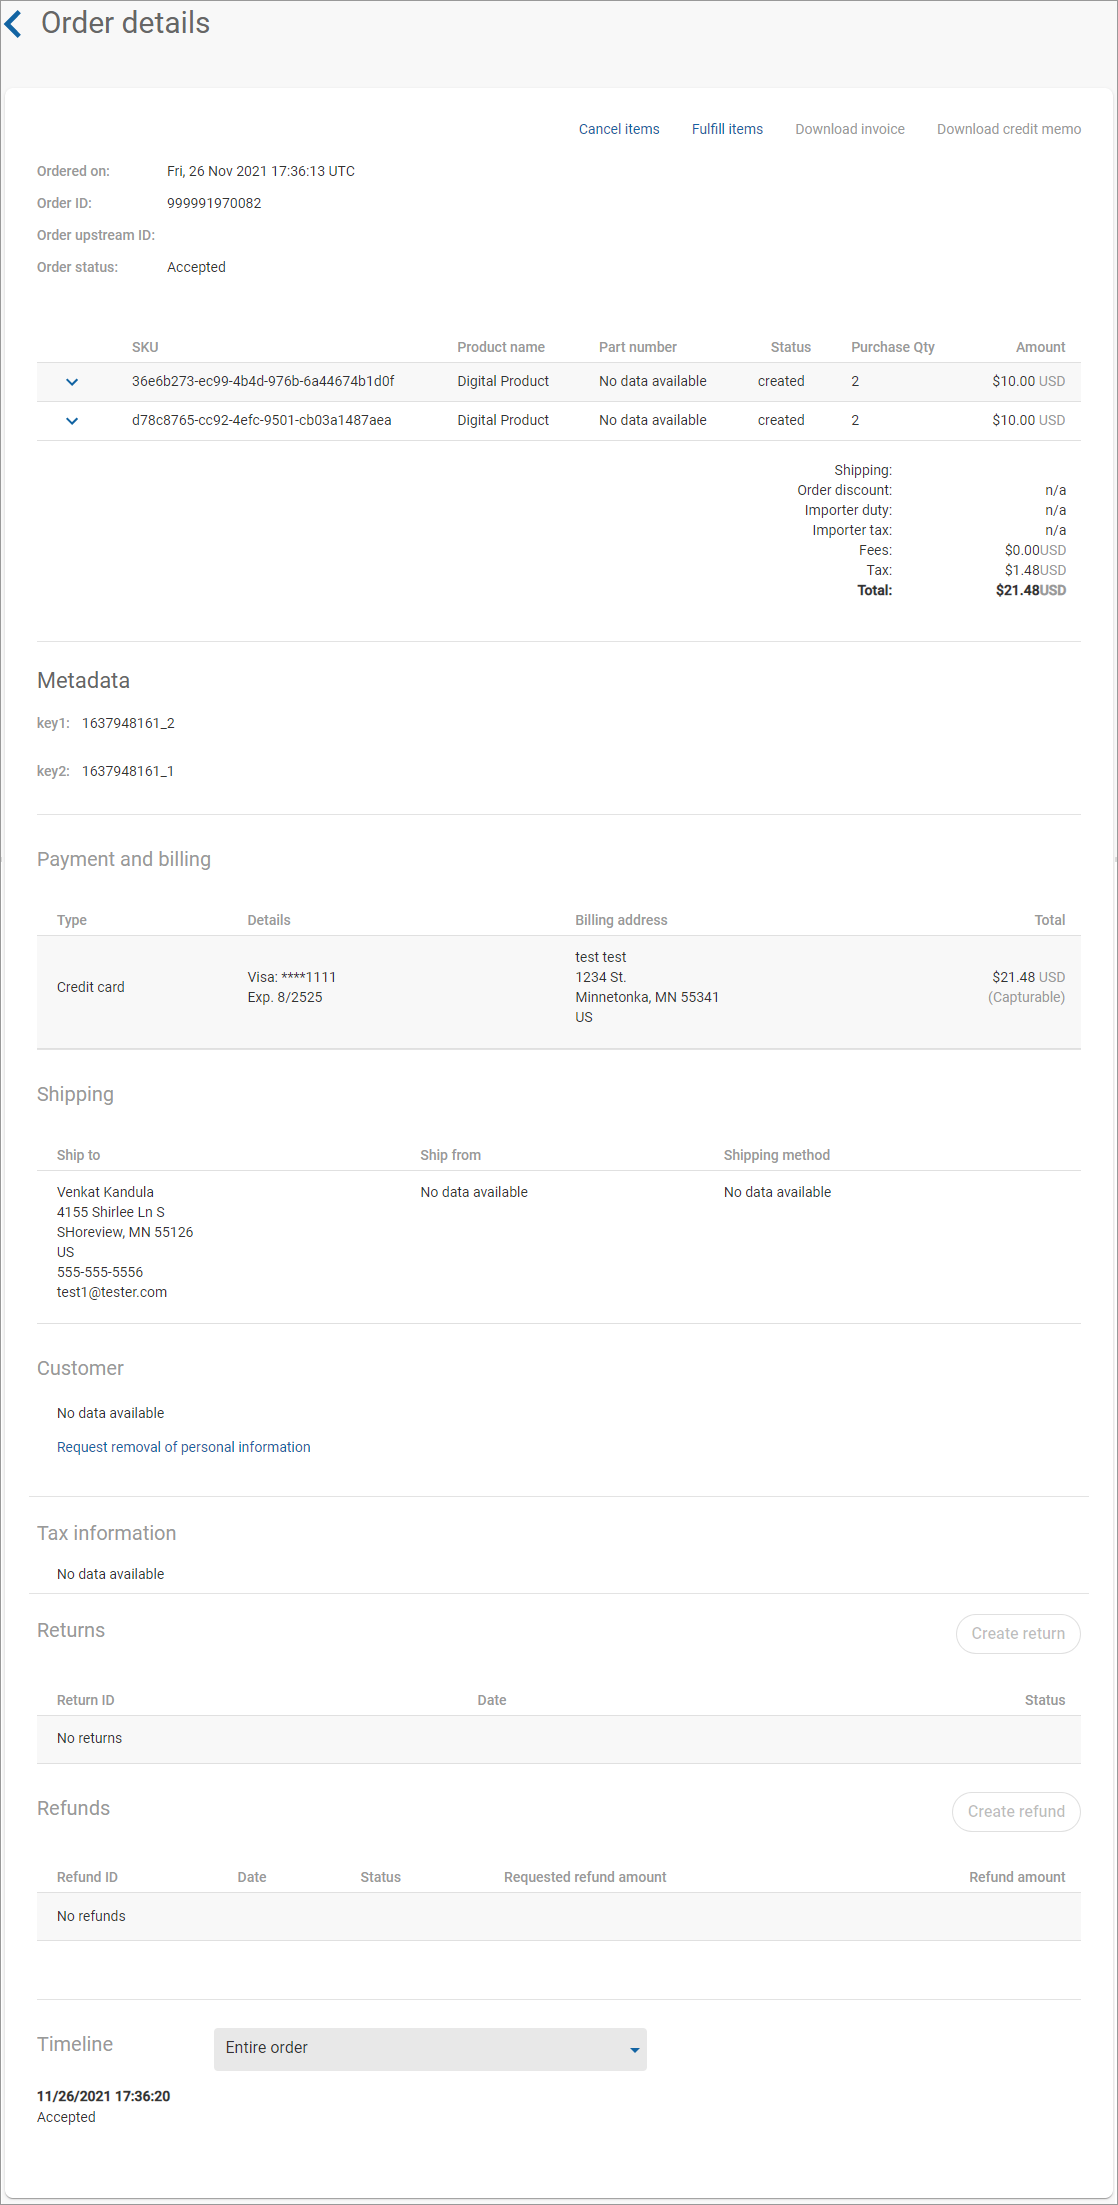 Order details
Cancel items Fulfill items Download invoice Download credit memo
Ordered on: Fri, 26 Nov 2021 17:36:13 UTC
Order ID: 999991970082
Order upstream ID:
Order status: Accepted
SKU Product name Part number Status Purchase Qty Amount
36e6b273-ec99-4b4d-976b-6a44674b1d0f Digital Product No data available created 2 $10.00 USD
d78c8765-cc92-4efc-9501-cb03a1487aea Digital Product No data available created 2 $10.00 USD
Shipping:
Order discount: n/a
Importer duty: n/a
Importer tax: n/a
Fees: $0.00USD
Tax: $1.48USD
Total: $21.48USD
Metadata
key1: 1637948161_2
key2: 1637948161_1
Payment and billing
Type Details Billing address Total
Credit card
Visa: ****1111
Exp. 8/2525
test test
1234 St.
Minnetonka, MN 55341
US
$21.48 USD
(Capturable)
Shipping
Ship to Ship from Shipping method
Venkat Kandula No data available No data available
4155 Shirlee Ln S
SHoreview, MN 55126
US
555-555-5556
test1@tester.com
Customer
No data available
Request removal of personal information
Tax information
No data available
Returns Create return
Return ID Date Status
No returns
Refunds Create refund
Refund ID Date Status Requested refund amount Refund amount
No refunds
Timeline Entire order
11/26/2021 17:36:20
Accepted